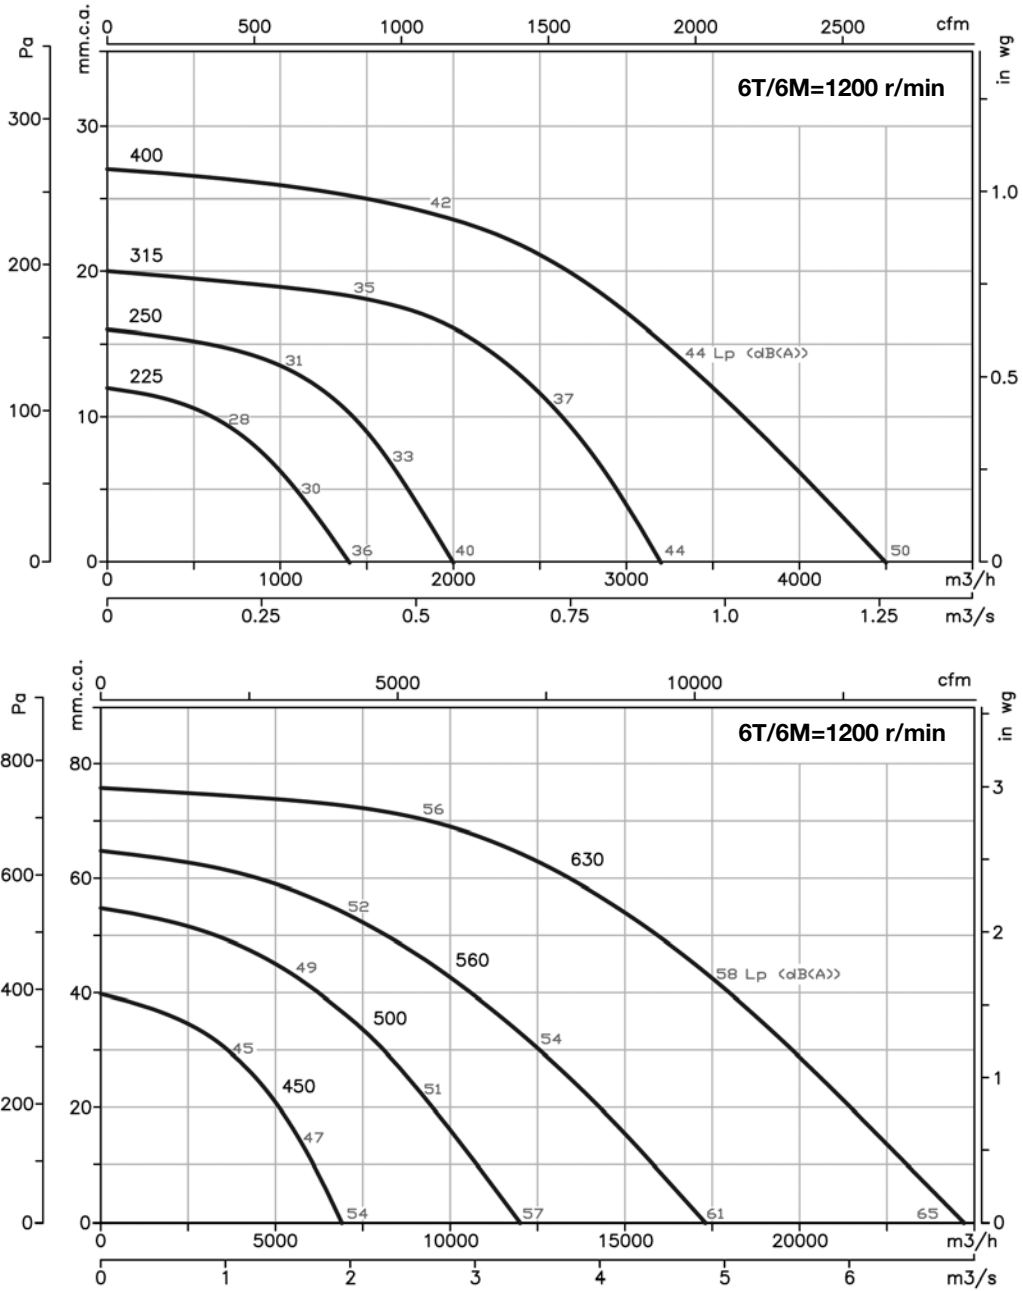 0 500 1000 1500 2000 2500 cfm
Pa mm.c.a. in wg
6T/6M=1200 r/min
300 30
400
1.0
42
200 20
315
35
250
44 Lp (dB(A))
31
0.5
225
37
100 10
28
33
30
36 40 44 50
0 0 0
0 1000 2000 3000 4000 m3/h
0 0.25 0.5 0.75 1.0 1.25 m3/s
0 5000 10000 cfm
Pa mm.c.a. in wg
6T/6M=1200 r/min
800 80
3
56
630
600 60
52
2
560
49
58 Lp (dB(A))
400 40
500
54
45
450
51
1
200 20
47
54 57 61 65
0 0 0
0 5000 10000 20000 m3/h
0 1 2 3 4 5 6 m3/s